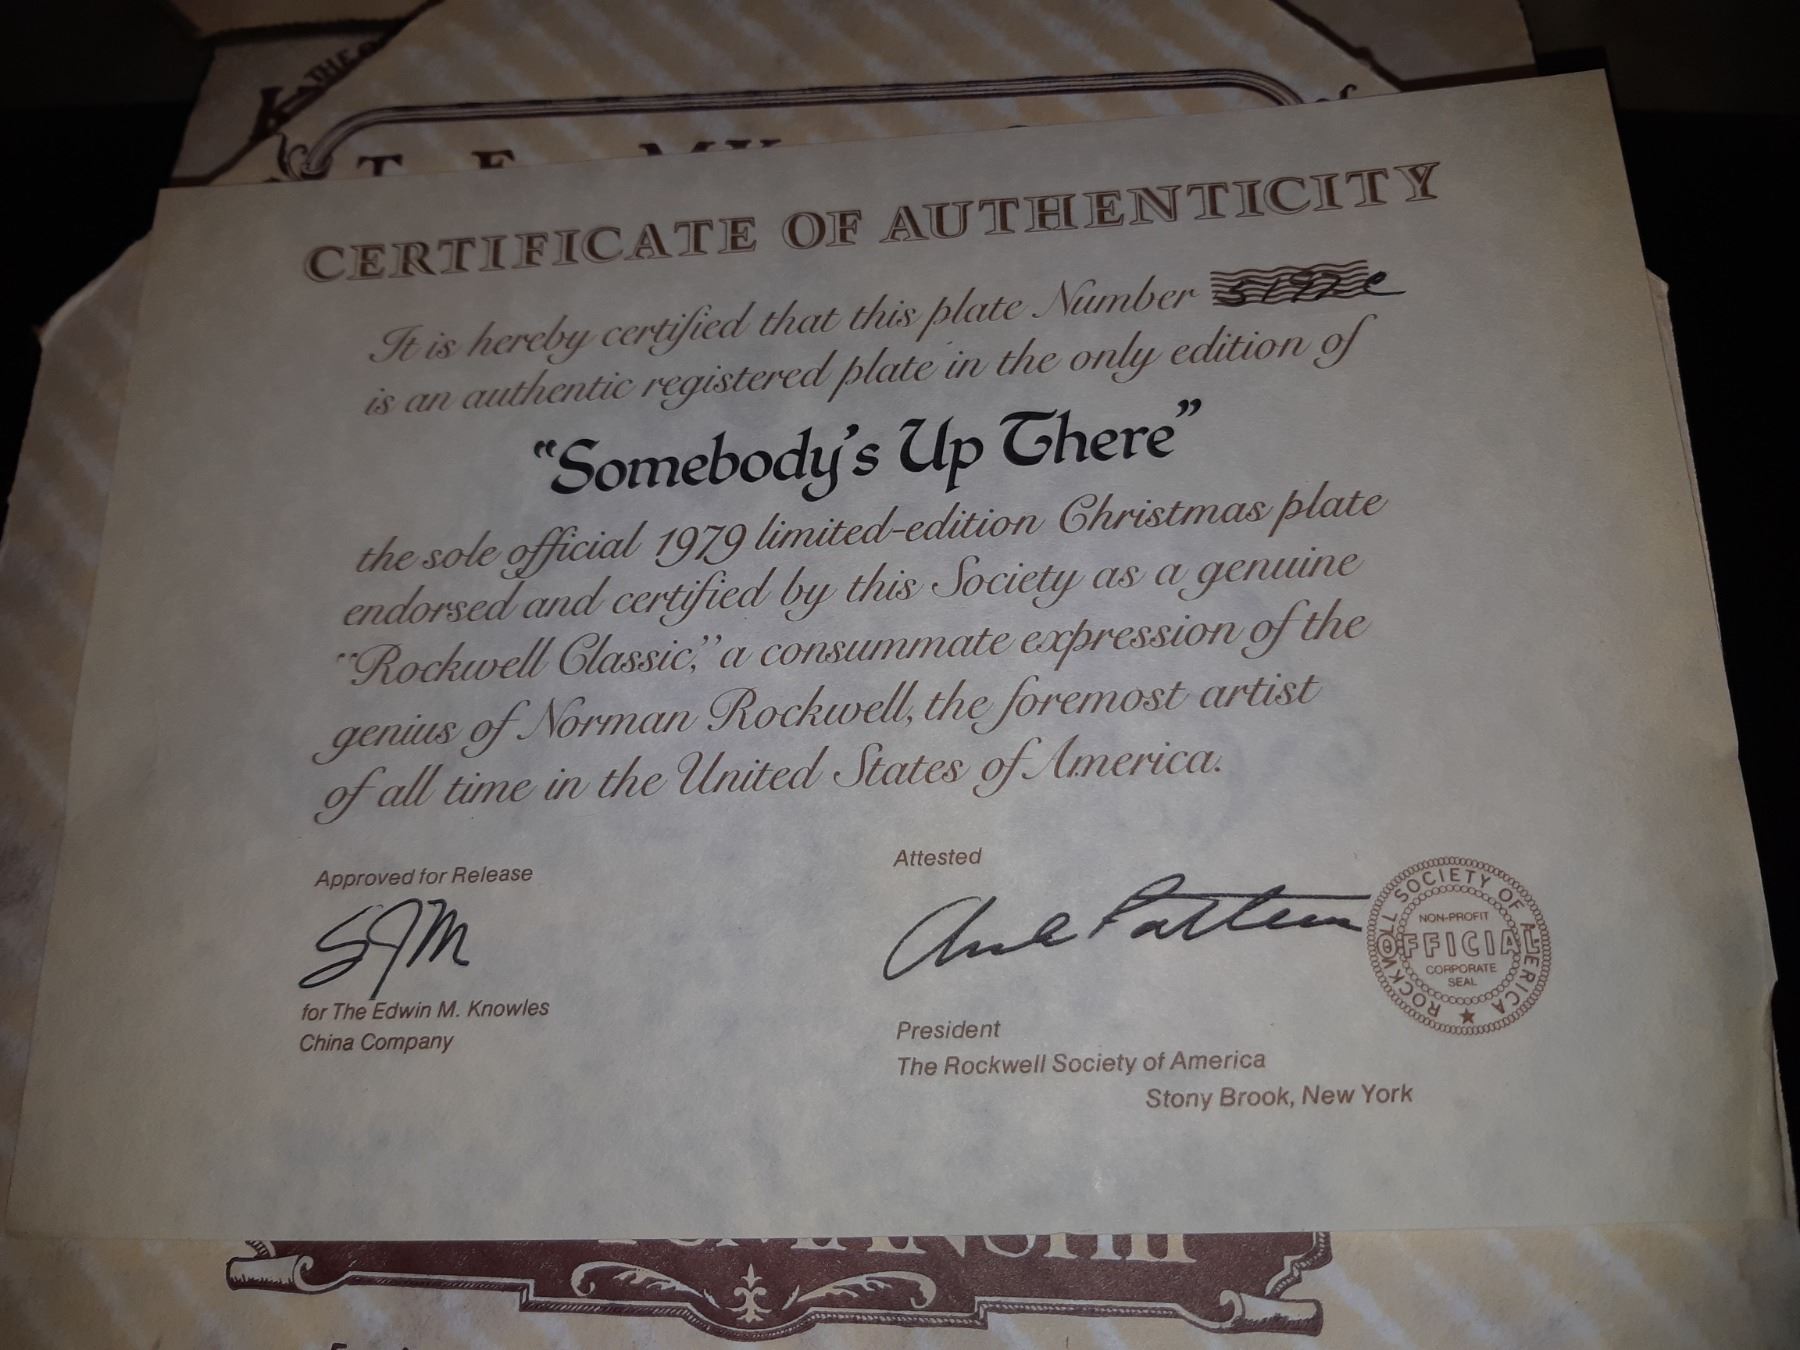 THE
CERTIFICATE OF AUTHENTICITY
It is hereby certified that this plate Number
is an authentic registered plate in the only edition of
“Somebody’s Up There”
the sole official 1979 limited-edition Christmas plate
endorsed and certified by this Society as a genuine
“Rockwell Classic,” a consummate expression of the
genius of Norman Rockwell, the foremost artist
of all time in the United States of America.
Approved for Release
SJM
for The Edwin M. Knowles
China Company
Attested
President
The Rockwell Society of America
Stony Brook, New York
ROCKWELL SOCIETY OF AMERICA
NON-PROFIT
OFFICIAL
CORPORATE
SEAL